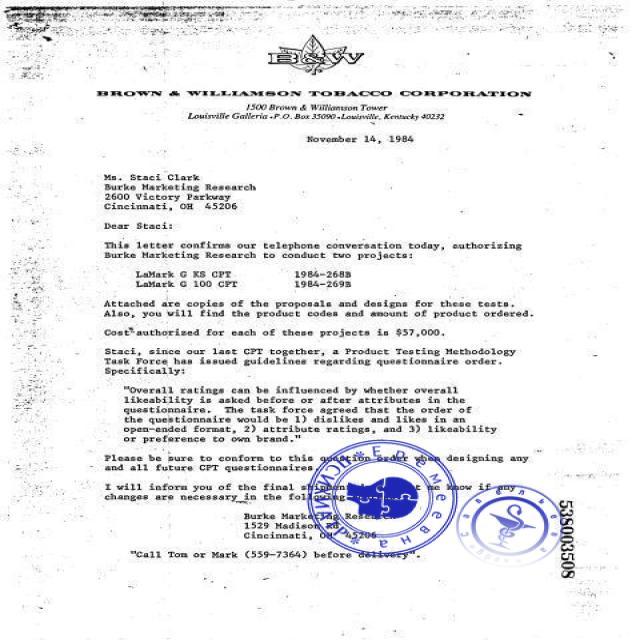 B&W
BROWN & WILLIAMSON TOBACCO CORPORATION
1500 Brown & Williamson Tower
Louisville Galleria • P.O. Box 35090 • Louisville, Kentucky 40232
November 14, 1984
Ms. Staci Clark
Burke Marketing Research
2600 Victory Parkway
Cincinnati, OH 45206
Dear Staci:
This letter confirms our telephone conversation today, authorizing
Burke Marketing Research to conduct two projects:
LaMark G KS CPT 1984-268B
LaMark G 100 CPT 1984-269B
Attached are copies of the proposals and designs for these tests.
Also, you will find the product codes and amount of product ordered.
Cost authorized for each of these projects is $57,000.
Staci, since our last CPT together, a Product Testing Methodology
Task Force has issued guidelines regarding questionnaire order.
Specifically:
"Overall ratings can be influenced by whether overall
likeability is asked before or after attributes in the
questionnaire. The task force agreed that the order of
the questionnaire would be 1) dislikes and likes in an
open-ended format, 2) attribute ratings, and 3) likeability
or preference to own brand."
Please be sure to conform to this question order when designing any
and all future CPT questionnaires.
I will inform you of the final me know if any
changes are necessary in the following
Burke Marketing Research
1529 Madison Rd.
Cincinnati, OH 45206
"Call Tom or Mark (559-7364) before delivery".
Еремеевна
538003508